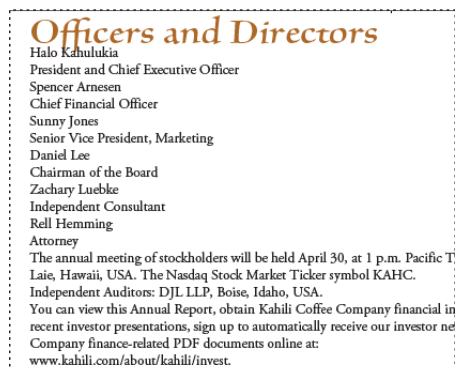 Officers and Directors
Halo Kahulukia
President and Chief Executive Officer
Spencer Arnesen
Chief Financial Officer
Sunny Jones
Senior Vice President, Marketing
Daniel Lee
Chairman of the Board
Zachary Luebke
Independent Consultant
Rell Hemming
Attorney
The annual meeting of stockholders will be held April 30, at 1 p.m. Pacific
Laie, Hawaii, USA. The Nasdaq Stock Market Ticker symbol KAHC.
Independent Auditors: DJL LLP, Boise, Idaho, USA.
You can view this Annual Report, obtain Kahili Coffee Company financial
recent investor presentations, sign up to automatically receive our investor
Company finance-related PDF documents online at:
www.kahili.com/about/kahili/invest.